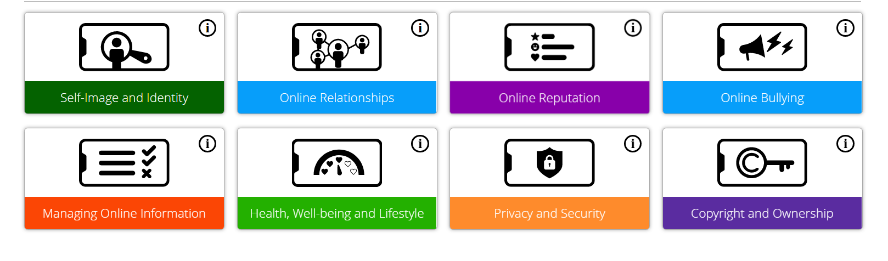 Self-Image and Identity
Online Relationships
Online Reputation
Online Bullying
Managing Online Information
Health, Well-being and Lifestyle
Privacy and Security
Copyright and Ownership